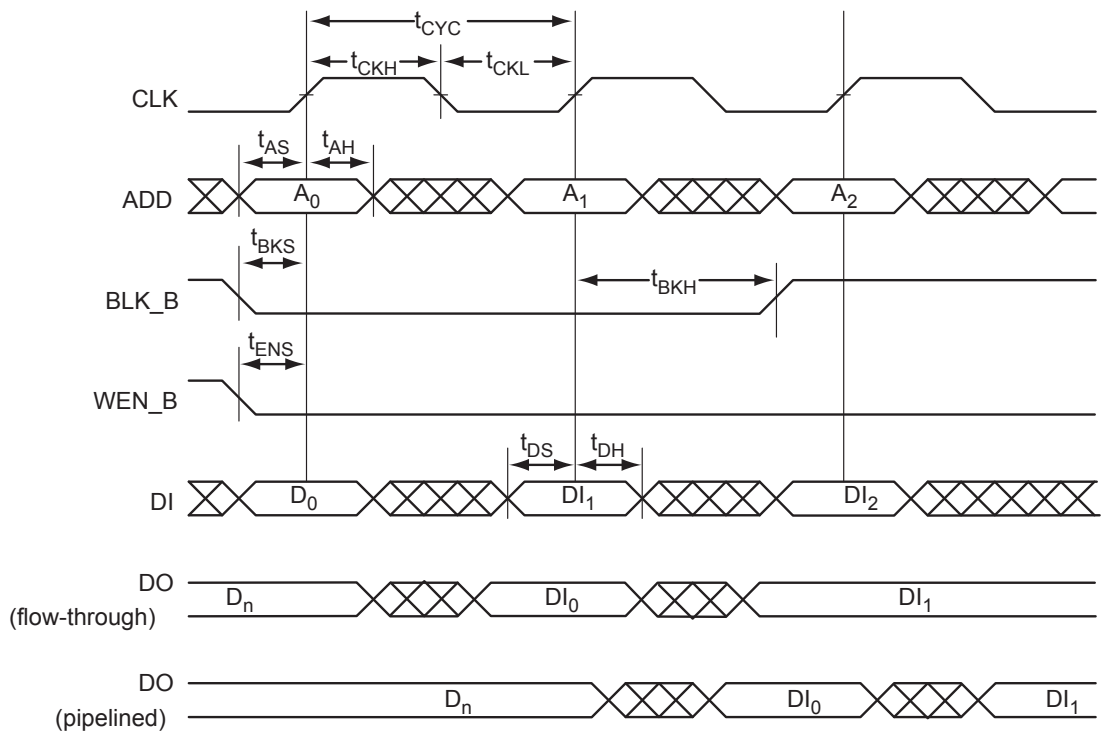 tCYC
tCKH tCKL
CLK
tAS tAH
ADD A0 A1 A2
tBKS
tBKH
BLK_B
tENS
WEN_B
tDS tDH
DI D0 DI1 DI2
DO
(flow-through)
Dn DI0 DI1
DO
(pipelined)
Dn DI0 DI1